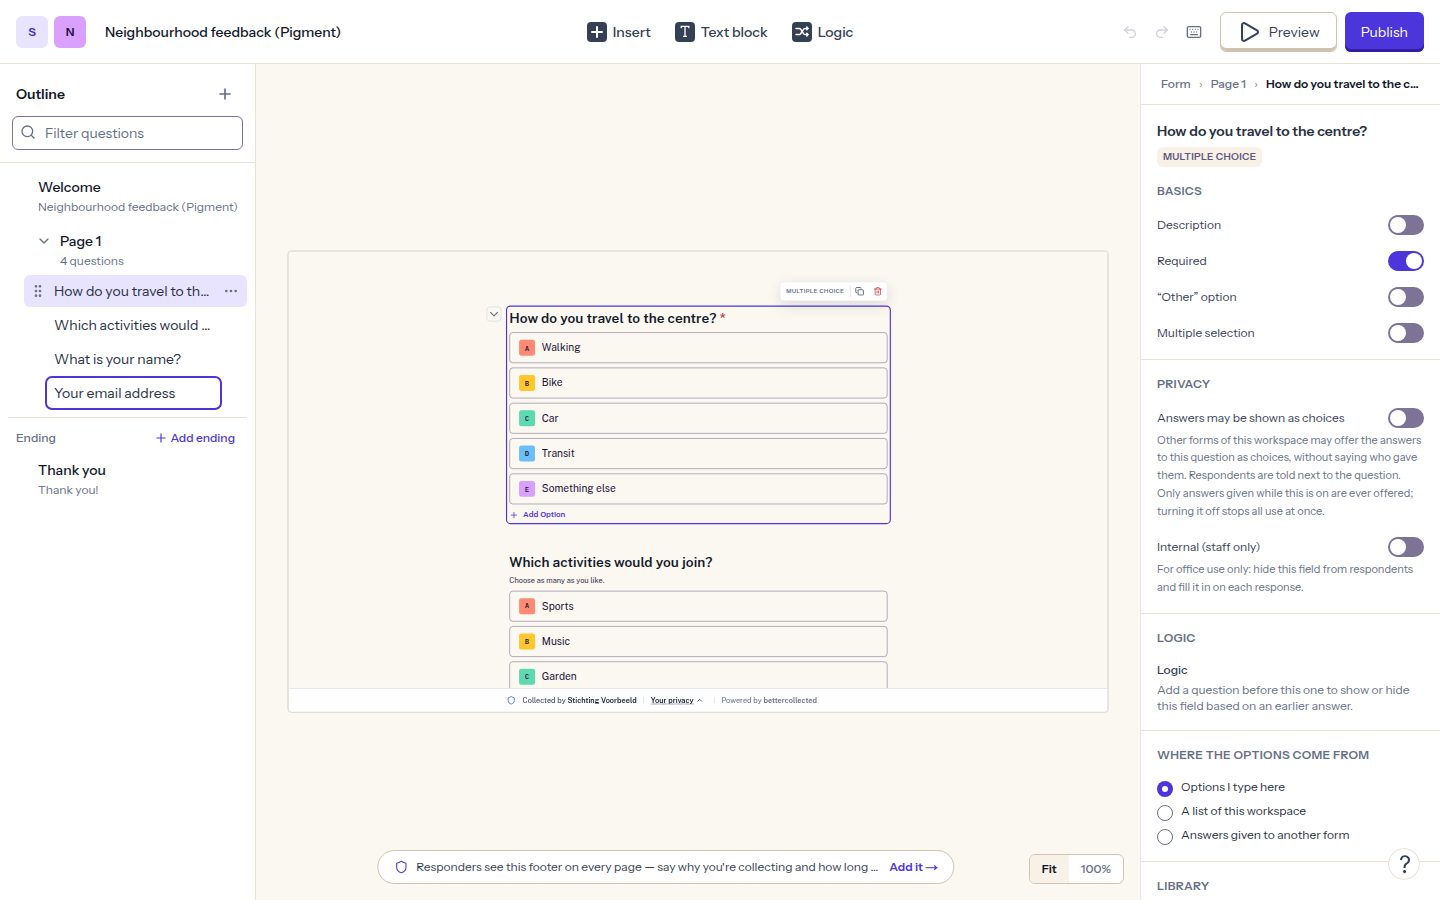 S N Neighbourhood feedback (Pigment) Insert Text block Logic Preview Publish
Outline
Filter questions
Welcome
Neighbourhood feedback (Pigment)
Page 1
4 questions
How do you travel to th...
Which activities would ...
What is your name?
Your email address
Ending Add ending
Thank you
Thank you!
MULTIPLE CHOICE
How do you travel to the centre? *
A Walking
B Bike
C Car
D Transit
E Something else
Add Option
Which activities would you join?
Choose as many as you like.
A Sports
B Music
C Garden
Collected by Stichting Voorbeeld Your privacy Powered by bettercollected
Responders see this footer on every page — say why you're collecting and how long ... Add it →
Fit 100%
Form › Page 1 › How do you travel to the c...
How do you travel to the centre?
MULTIPLE CHOICE
BASICS
Description
Required
“Other” option
Multiple selection
PRIVACY
Answers may be shown as choices
Other forms of this workspace may offer the answers
to this question as choices, without saying who gave
them. Respondents are told next to the question.
Only answers given while this is on are ever offered;
turning it off stops all use at once.
Internal (staff only)
For office use only: hide this field from respondents
and fill it in on each response.
LOGIC
Logic
Add a question before this one to show or hide
this field based on an earlier answer.
WHERE THE OPTIONS COME FROM
Options I type here
A list of this workspace
Answers given to another form
?
LIBRARY